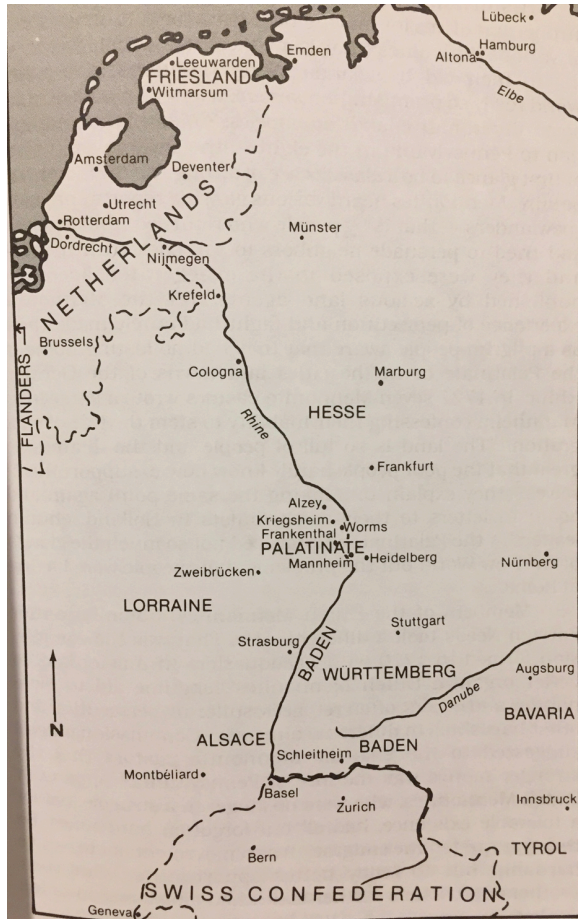 Lübeck
Hamburg
Altona
Emden
Leeuwarden
FRIESLAND
Witmarsum
Elbe
Amsterdam
Deventer
Utrecht
Rotterdam
Dordrecht
NETHERLANDS
Nijmegen
Münster
Krefeld
Brussels
FLANDERS
Cologna
Marburg
Rhine
HESSE
Frankfurt
Alzey
Kriegsheim
Worms
Frankenthal
PALATINATE
Mannheim
Heidelberg
Nürnberg
Zweibrücken
LORRAINE
Stuttgart
Strasburg
BADEN
WÜRTTEMBERG
Augsburg
Danube
BAVARIA
ALSACE
BADEN
Schleitheim
Montbéliard
Basel
Zurich
Innsbruck
Bern
TYROL
SWISS CONFEDERATION
Geneva
N